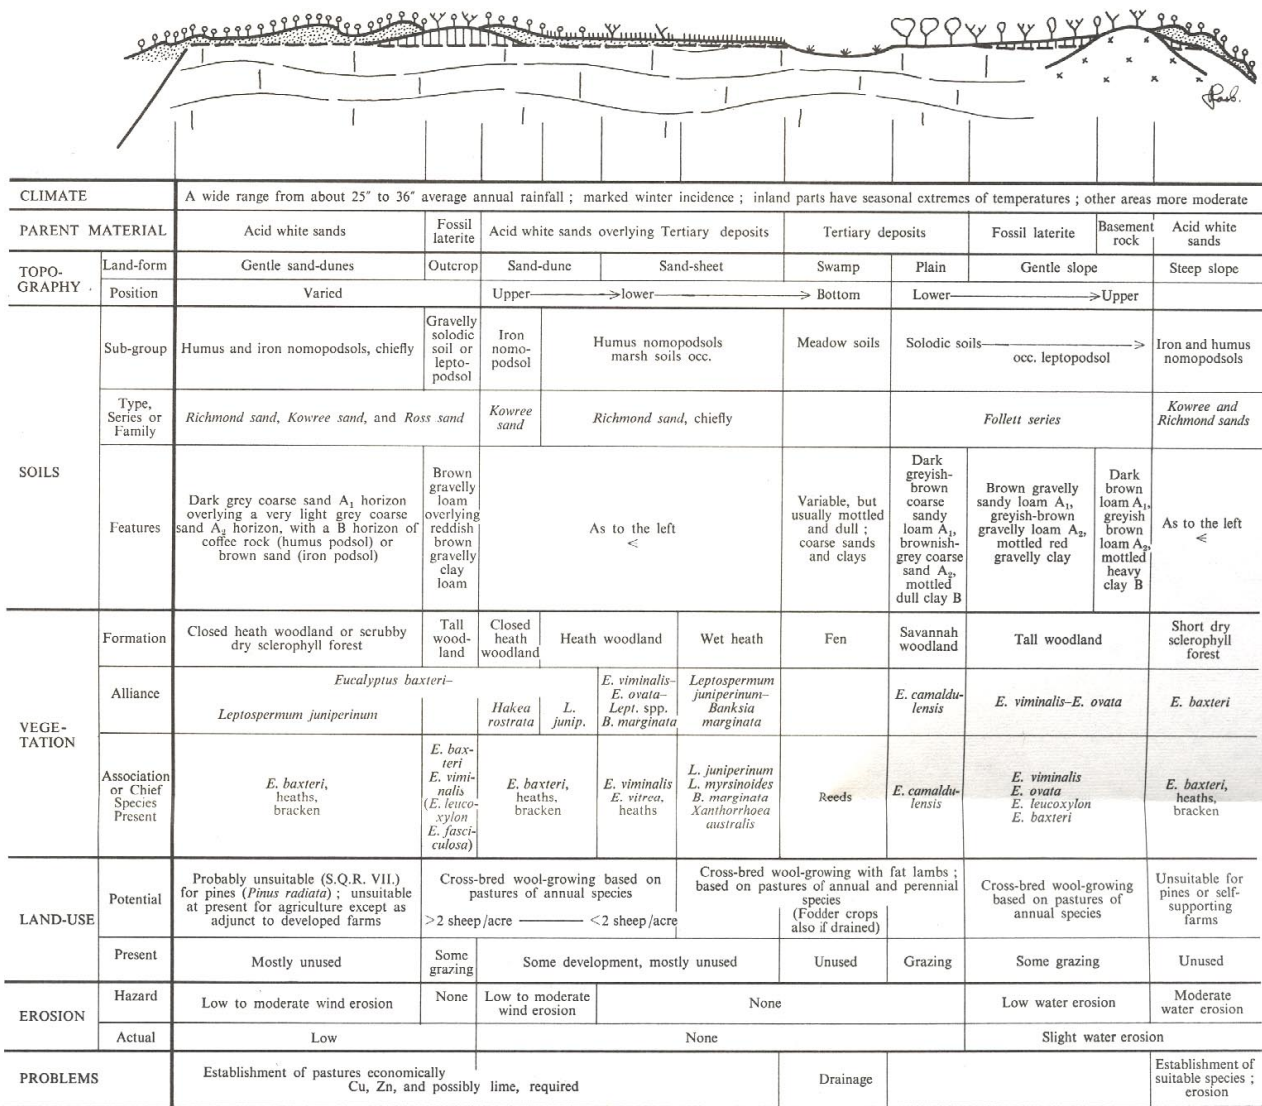 CLIMATE
A wide range from about 25″ to 36″ average annual rainfall ; marked winter incidence ; inland parts have seasonal extremes of temperatures ; other areas more moderate
PARENT MATERIAL
Acid white sands
Fossil
laterite
Acid white sands overlying Tertiary deposits
Tertiary deposits
Fossil laterite
Basement
rock
Acid white
sands
TOPO-
GRAPHY
Land-form
Gentle sand-dunes
Outcrop
Sand-dune
Sand-sheet
Swamp
Plain
Gentle slope
Steep slope
Position
Varied
Upper
lower
Bottom
Lower
Upper
SOILS
Sub-group
Humus and iron nomopodsols, chiefly
Gravelly
solodic
soil or
lepto-
podsol
Iron
nomo-
podsol
Humus nomopodsols
marsh soils occ.
Meadow soils
Solodic soils
occ. leptopodsol
Iron and humus
nomopodsols
Type,
Series or
Family
Richmond sand, Kowree sand, and Ross sand
Kowree
sand
Richmond sand, chiefly
Follett series
Kowree and
Richmond sands
Features
Dark grey coarse sand A₁ horizon
overlying a very light grey coarse
sand A₂ horizon, with a B horizon of
coffee rock (humus podsol) or
brown sand (iron podsol)
Brown
gravelly
loam
overlying
reddish
brown
gravelly
clay
loam
As to the left
<
Variable, but
usually mottled
and dull ;
coarse sands
and clays
Dark
greyish-
brown
coarse
sandy
loam A₁,
brownish-
grey coarse
sand A₂,
mottled
dull clay B
Brown gravelly
sandy loam A₁,
greyish-brown
gravelly loam A₂,
mottled red
gravelly clay
Dark
brown
loam A₁,
greyish
brown
loam A₂,
mottled
heavy
clay B
As to the left
<
VEGE-
TATION
Formation
Closed heath woodland or scrubby
dry sclerophyll forest
Tall
wood-
land
Closed
heath
woodland
Heath woodland
Wet heath
Fen
Savannah
woodland
Tall woodland
Short dry
sclerophyll
forest
Alliance
Eucalyptus baxteri–
Leptospermum juniperinum
Hakea
rostrata
L.
junip.
E. viminalis–
E. ovata–
Lept. spp.
B. marginata
Leptospermum
juniperinum–
Banksia
marginata
E. camaldu-
lensis
E. viminalis–E. ovata
E. baxteri
Association
or Chief
Species
Present
E. baxteri,
heaths,
bracken
E. bax-
teri
E. vimi-
nalis
(E. leuco-
xylon
E. fasci-
culosa)
E. baxteri,
heaths,
bracken
E. viminalis
E. vitrea,
heaths
L. juniperinum
L. myrsinoides
B. marginata
Xanthorrhoea
australis
Reeds
E. camaldu-
lensis
E. viminalis
E. ovata
E. leucoxylon
E. baxteri
E. baxteri,
heaths,
bracken
LAND-USE
Potential
Probably unsuitable (S.Q.R. VII.)
for pines (Pinus radiata) ; unsuitable
at present for agriculture except as
adjunct to developed farms
Cross-bred wool-growing based on
pastures of annual species
>2 sheep/acre
<2 sheep/acre
Cross-bred wool-growing with fat lambs ;
based on pastures of annual and perennial
species
(Fodder crops
also if drained)
Cross-bred wool-growing
based on pastures of
annual species
Unsuitable for
pines or self-
supporting
farms
Present
Mostly unused
Some
grazing
Some development, mostly unused
Unused
Grazing
Some grazing
Unused
EROSION
Hazard
Low to moderate wind erosion
None
Low to moderate
wind erosion
None
Low water erosion
Moderate
water erosion
Actual
Low
None
Slight water erosion
PROBLEMS
Establishment of pastures economically
Cu, Zn, and possibly lime, required
Drainage
Establishment of
suitable species ;
erosion